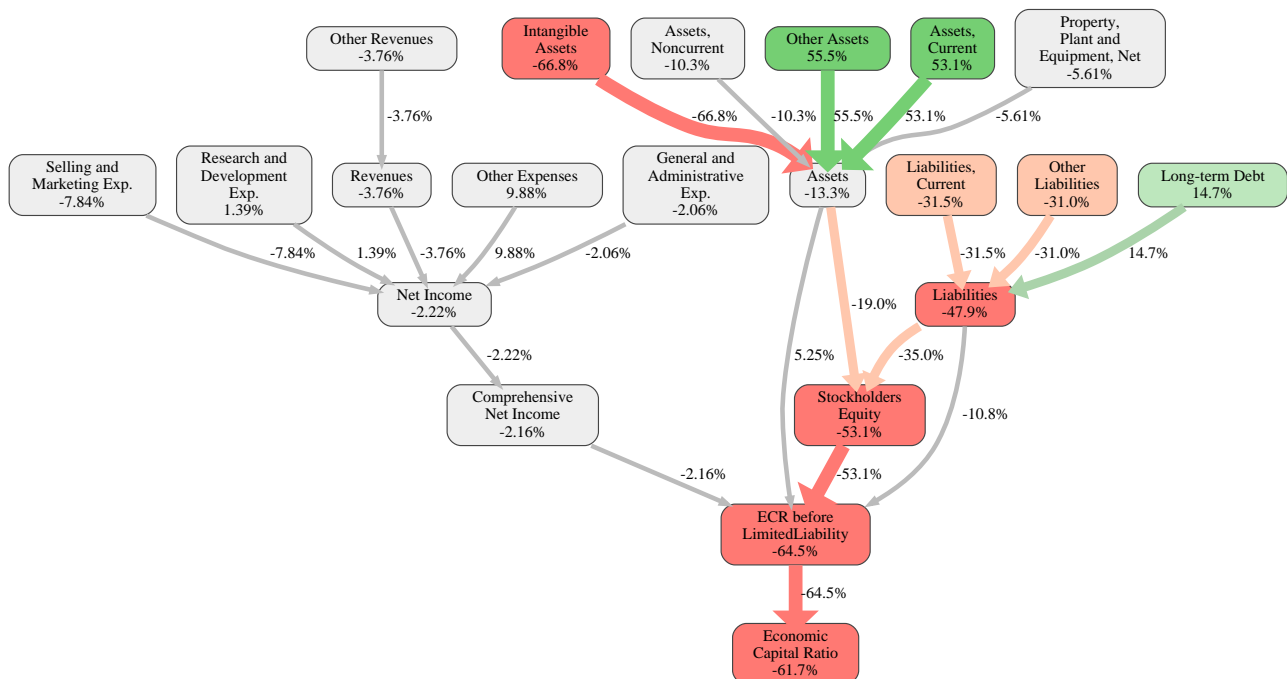 Other Revenues
-3.76%
Intangible
Assets
-66.8%
Assets,
Noncurrent
-10.3%
Other Assets
55.5%
Assets,
Current
53.1%
Property,
Plant and
Equipment, Net
-5.61%
-3.76%
-66.8%
-10.3%
55.5%
53.1%
-5.61%
Selling and
Marketing Exp.
-7.84%
Research and
Development
Exp.
1.39%
Revenues
-3.76%
Other Expenses
9.88%
General and
Administrative
Exp.
-2.06%
Assets
-13.3%
Liabilities,
Current
-31.5%
Other
Liabilities
-31.0%
Long-term Debt
14.7%
-7.84%
1.39%
-3.76%
9.88%
-2.06%
-31.5%
-31.0%
14.7%
Net Income
-2.22%
-19.0%
Liabilities
-47.9%
-2.22%
5.25%
-35.0%
Comprehensive
Net Income
-2.16%
Stockholders
Equity
-53.1%
-10.8%
-2.16%
-53.1%
ECR before
LimitedLiability
-64.5%
-64.5%
Economic
Capital Ratio
-61.7%